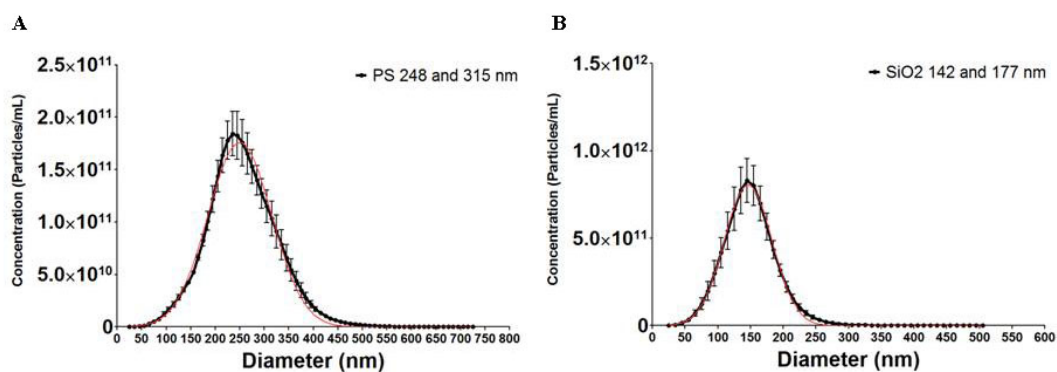 A
2.5×10¹¹
2.0×10¹¹
1.5×10¹¹
1.0×10¹¹
5.0×10¹⁰
0
Concentration (Particles/mL)
PS 248 and 315 nm
0 50 100 150 200 250 300 350 400 450 500 550 600 650 700 750 800
Diameter (nm)
B
1.5×10¹²
1.0×10¹²
5.0×10¹¹
0
Concentration (Particles/mL)
SiO2 142 and 177 nm
0 50 100 150 200 250 300 350 400 450 500 550 600
Diameter (nm)